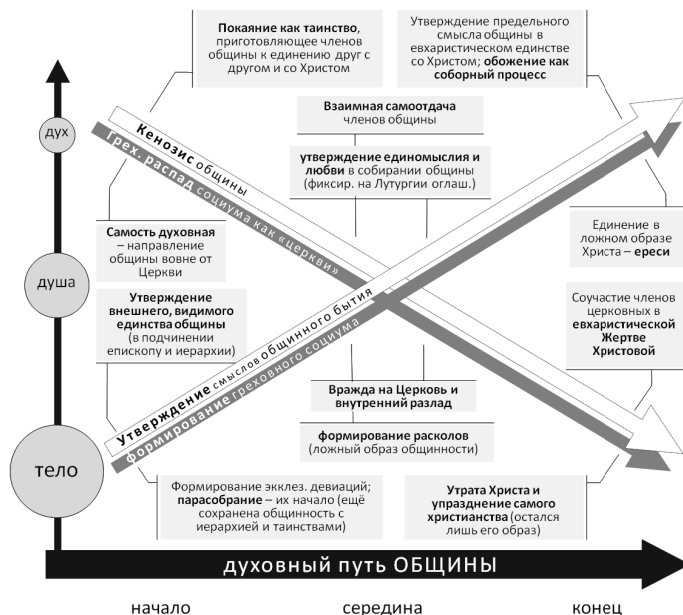 Покаяние как таинство,
приготовляющее членов
общины к единению друг с
другом и со Христом
Утверждение предельного
смысла общины в
евхаристическом единстве
со Христом; обожение как
соборный процесс
Взаимная самоотдача
членов общины
утверждение единомыслия и
любви в собирании общины
(фиксир. на Лутургии оглаш.)
дух
Кенозис общины
Грех. распад социума как «церкви»
Самость духовная
– направление
общины вовне от
Церкви
Единение в
ложном образе
Христа – ереси
душа
Утверждение
внешнего, видимого
единства общины
(в подчинении
епископу и иерархии)
Соучастие членов
церковных в
евхаристической
Жертве
Христовой
Утверждение смыслов общинного бытия
формирование греховного социума
Вражда на Церковь и
внутренний разлад
формирование расколов
(ложный образ общинности)
тело
Формирование экклез. девиаций;
парасобрание – их начало (ещё
сохранена общинность с
иерархией и таинствами)
Утрата Христа и
упразднение самого
христианства (остался
лишь его образ)
духовный путь ОБЩИНЫ
начало
середина
конец